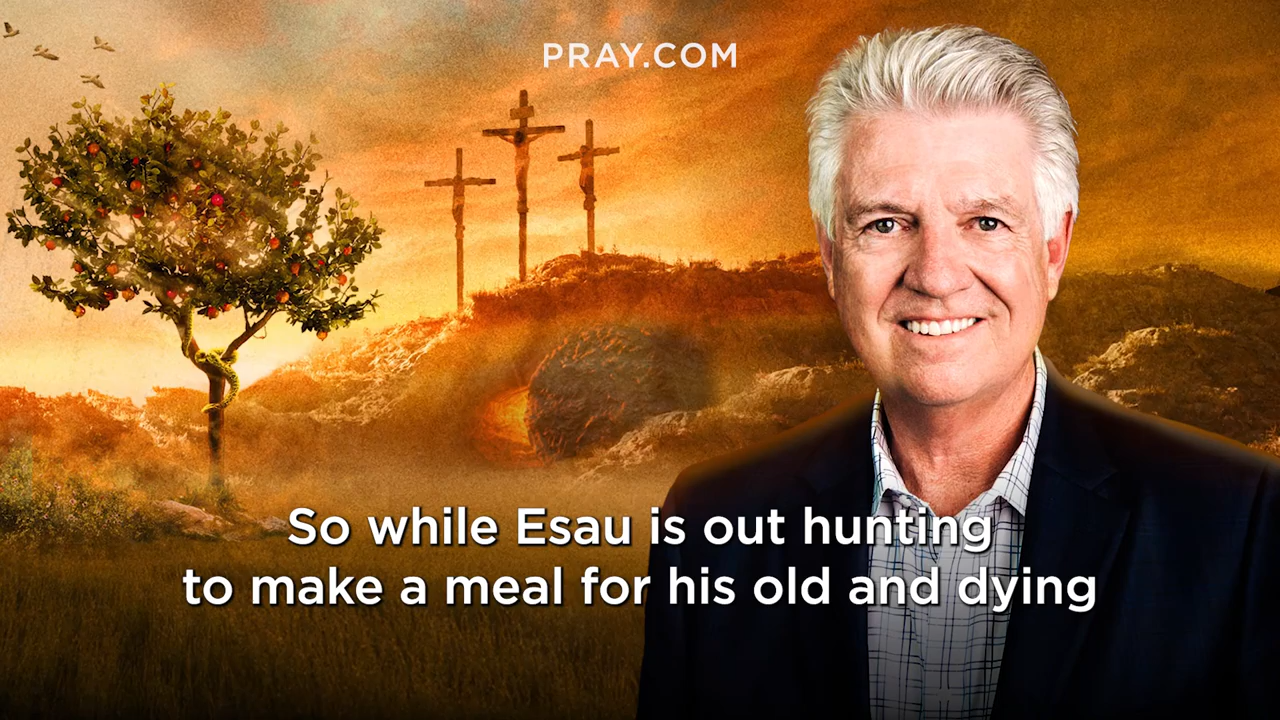 PRAY.COM
So while Esau is out hunting
to make a meal for his old and dying